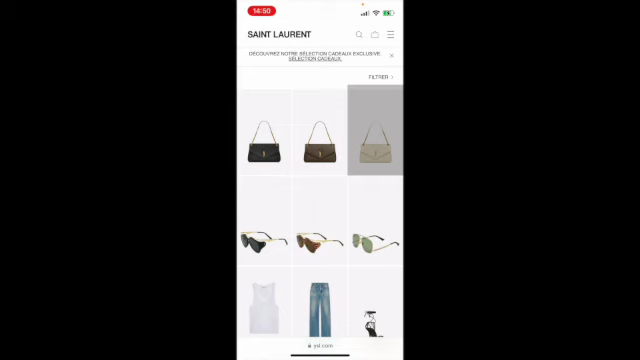 14:50
SAINT LAURENT
DÉCOUVREZ NOTRE SÉLECTION CADEAUX EXCLUSIVE.
SÉLECTION CADEAUX.
FILTRER
ysl.com